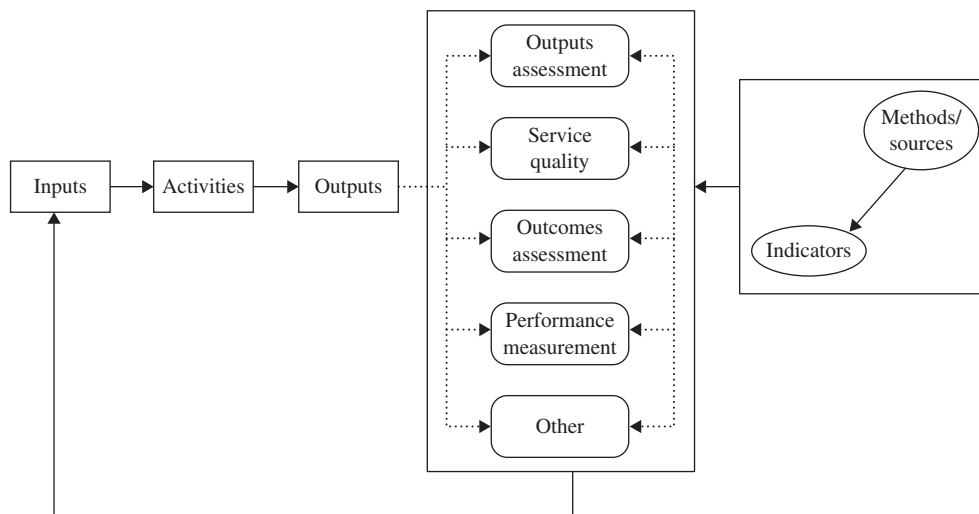 Inputs
Activities
Outputs
Outputs
assessment
Service
quality
Outcomes
assessment
Performance
measurement
Other
Methods/
sources
Indicators